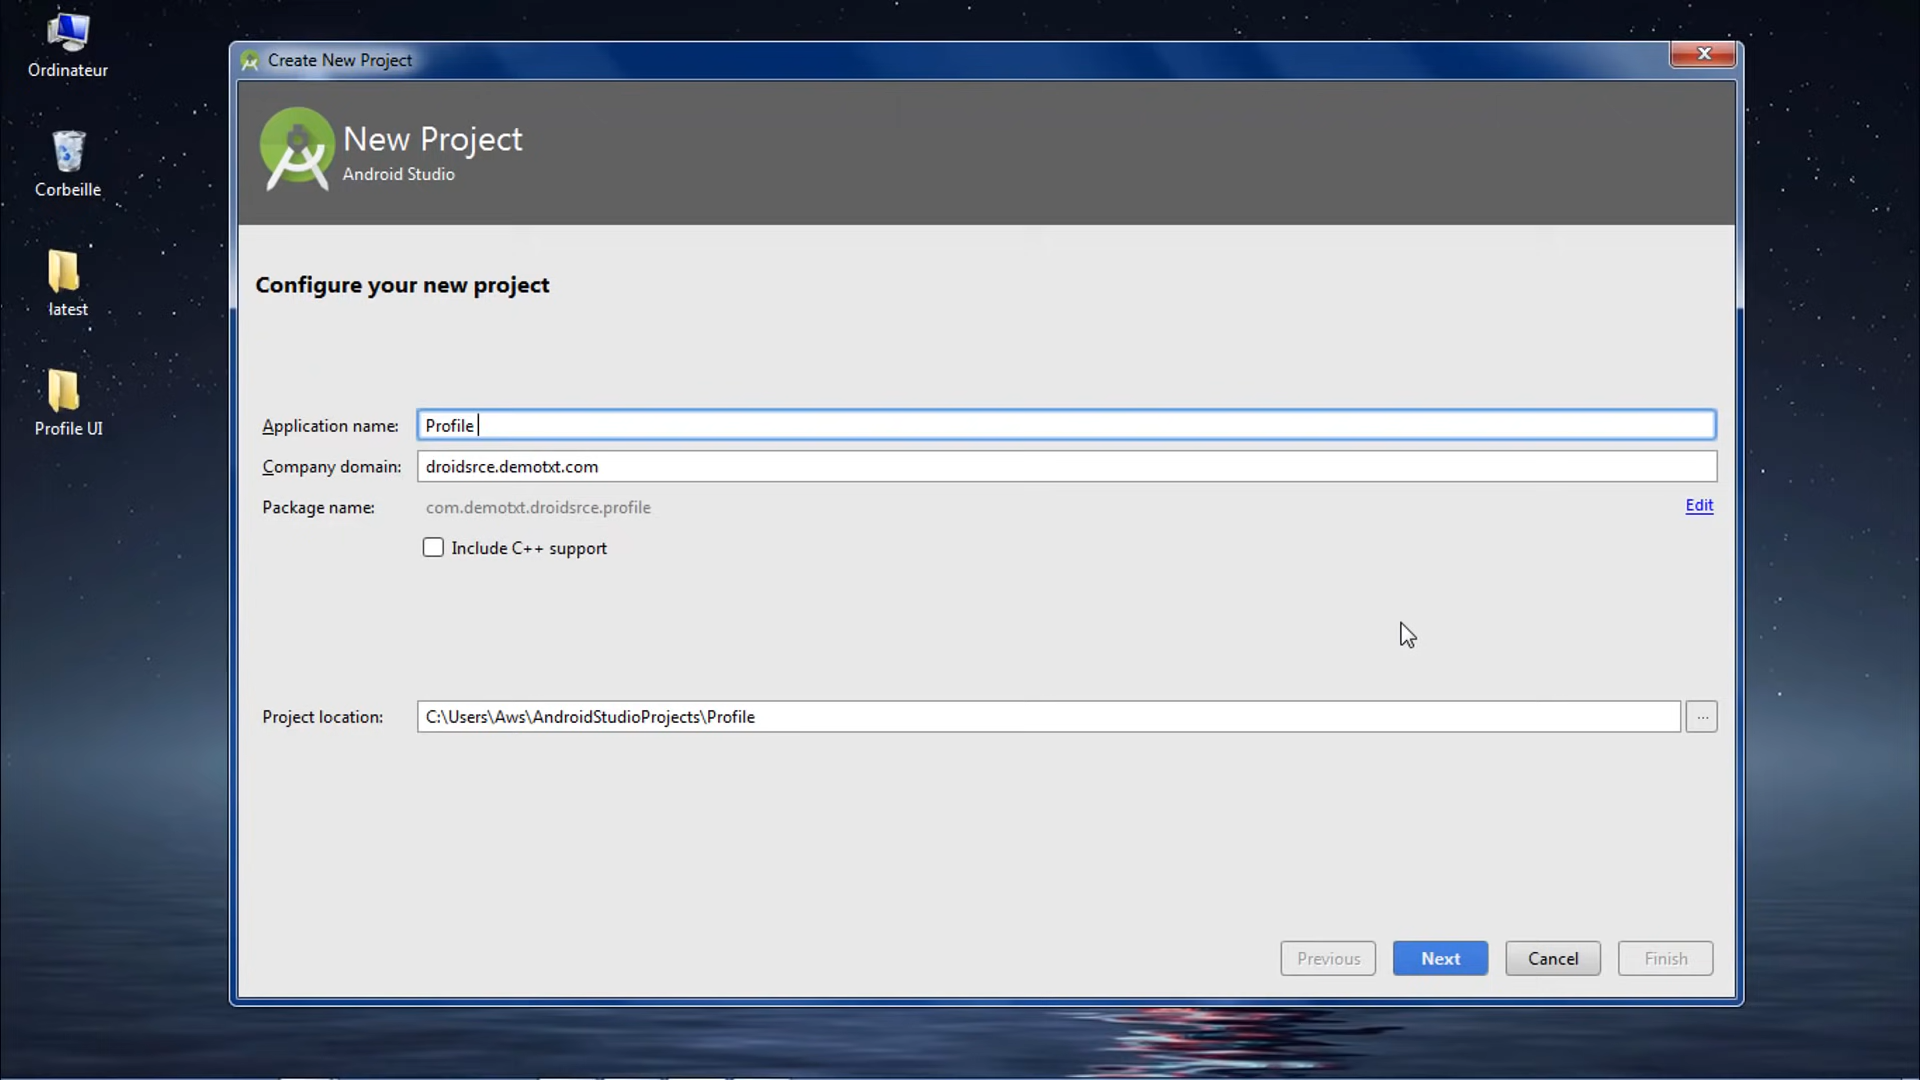 Ordinateur
Corbeille
latest
Profile UI
Create New Project
New Project
Android Studio
Configure your new project
Application name: Profile
Company domain: droidsrce.demotxt.com
Package name: com.demotxt.droidsrce.profile Edit
Include C++ support
Project location: C:\Users\Aws\AndroidStudioProjects\Profile ...
Previous Next Cancel Finish